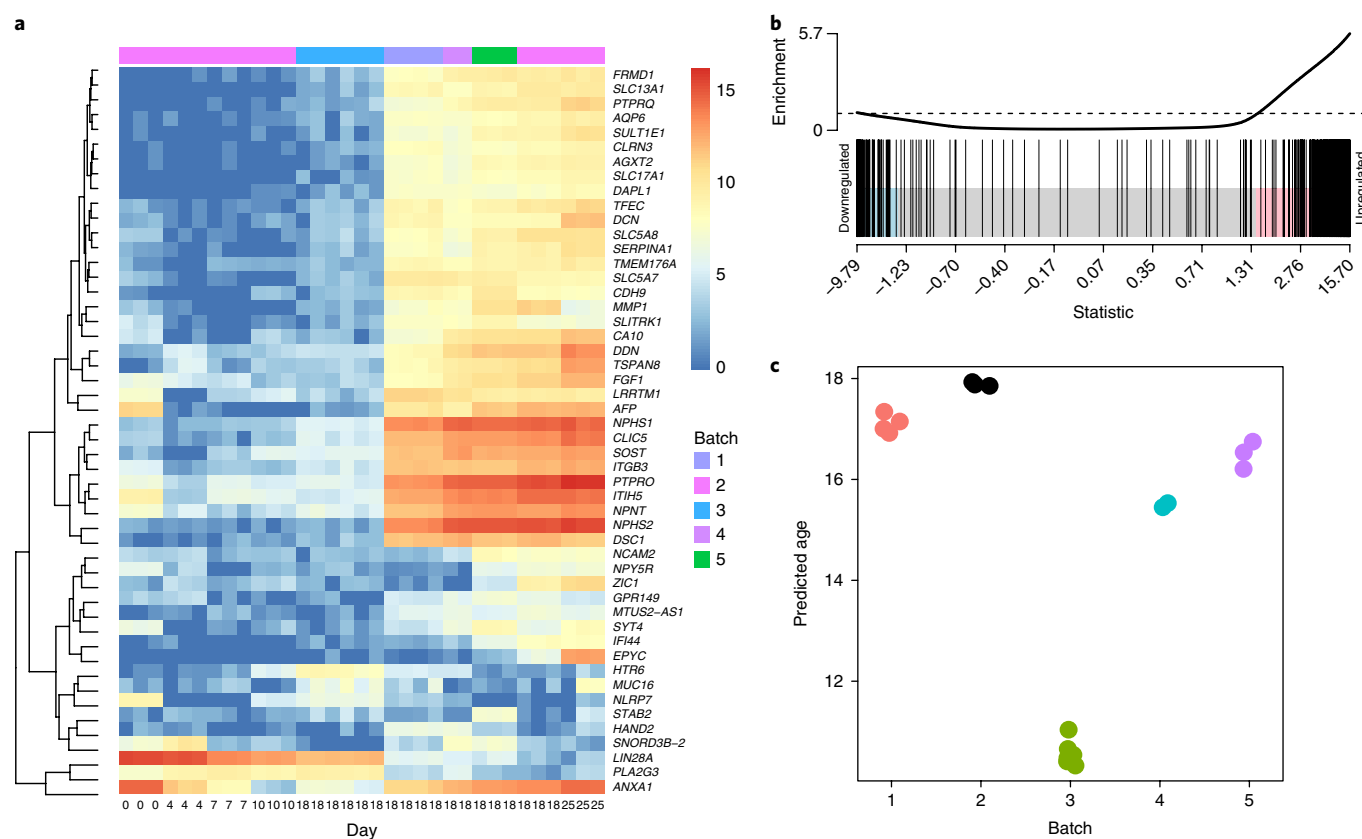 a
FRMD1
SLC13A1
PTPRQ
AQP6
SULT1E1
CLRN3
AGXT2
SLC17A1
DAPL1
TFEC
DCN
SLC5A8
SERPINA1
TMEM176A
SLC5A7
CDH9
MMP1
SLITRK1
CA10
DDN
TSPAN8
FGF1
LRRTM1
AFP
NPHS1
CLIC5
SOST
ITGB3
PTPRO
ITIH5
NPNT
NPHS2
DSC1
NCAM2
NPY5R
ZIC1
GPR149
MTUS2-AS1
SYT4
IFI44
EPYC
HTR6
MUC16
NLRP7
STAB2
HAND2
SNORD3B-2
LIN28A
PLA2G3
ANXA1
0 0 0 4 4 4 7 7 7 10 10 10 18 18 18 18 18 18 18 18 18 18 18 18 18 18 18 18 18 18 25 25 25
Day
15
10
5
0
Batch
1
2
3
4
5
b
5.7
0
Enrichment
Downregulated
Upregulated
−9.79 −1.23 −0.70 −0.40 −0.17 0.07 0.35 0.71 1.31 2.76 15.70
Statistic
c
18
16
14
12
Predicted age
1 2 3 4 5
Batch